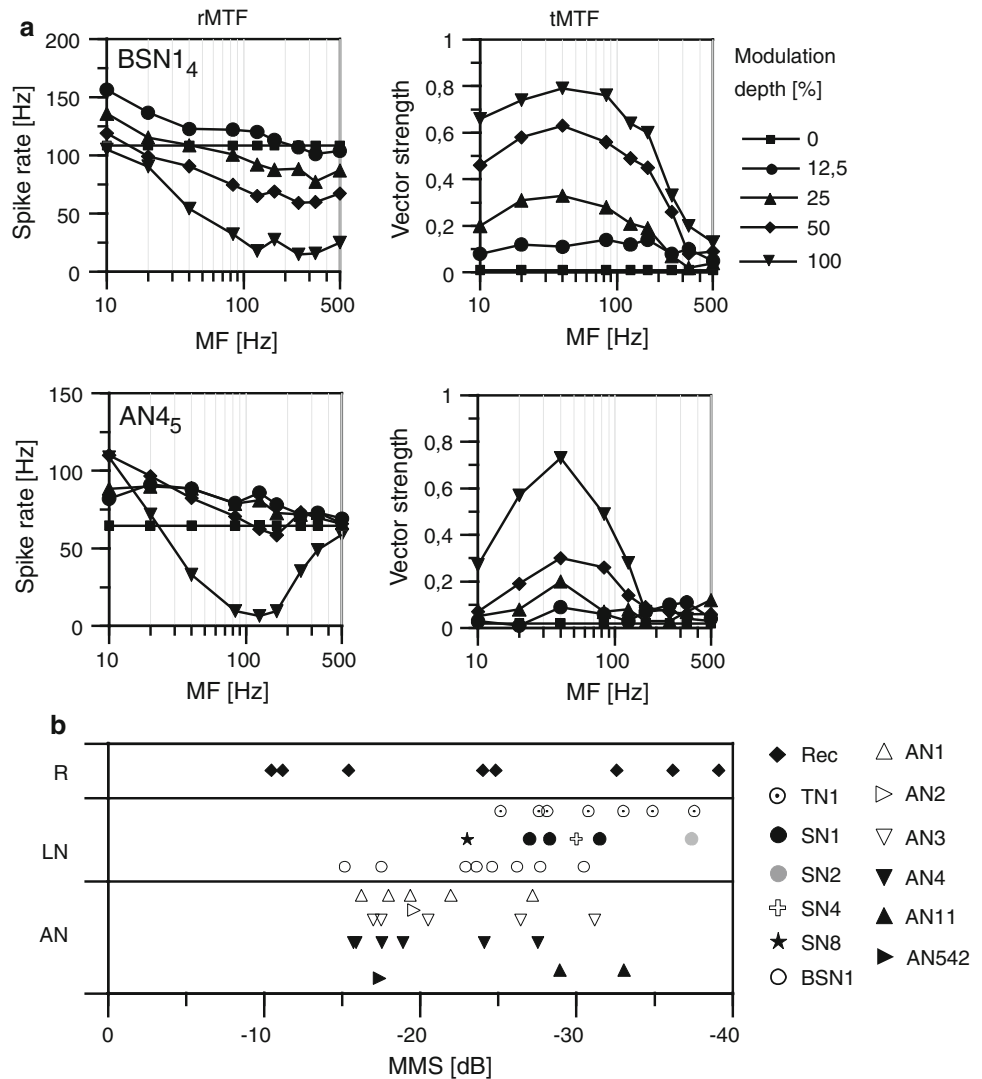 a
rMTF
tMTF
BSN1₄
200
150
100
50
0
Spike rate [Hz]
10
100
500
MF [Hz]
1
0,8
0,6
0,4
0,2
0
Vector strength
10
100
500
MF [Hz]
Modulation
depth [%]
0
12,5
25
50
100
AN4₅
150
100
50
0
Spike rate [Hz]
10
100
500
MF [Hz]
1
0,8
0,6
0,4
0,2
0
Vector strength
10
100
500
MF [Hz]
b
R
LN
AN
0
-10
-20
-30
-40
MMS [dB]
Rec
TN1
SN1
SN2
SN4
SN8
BSN1
AN1
AN2
AN3
AN4
AN11
AN542